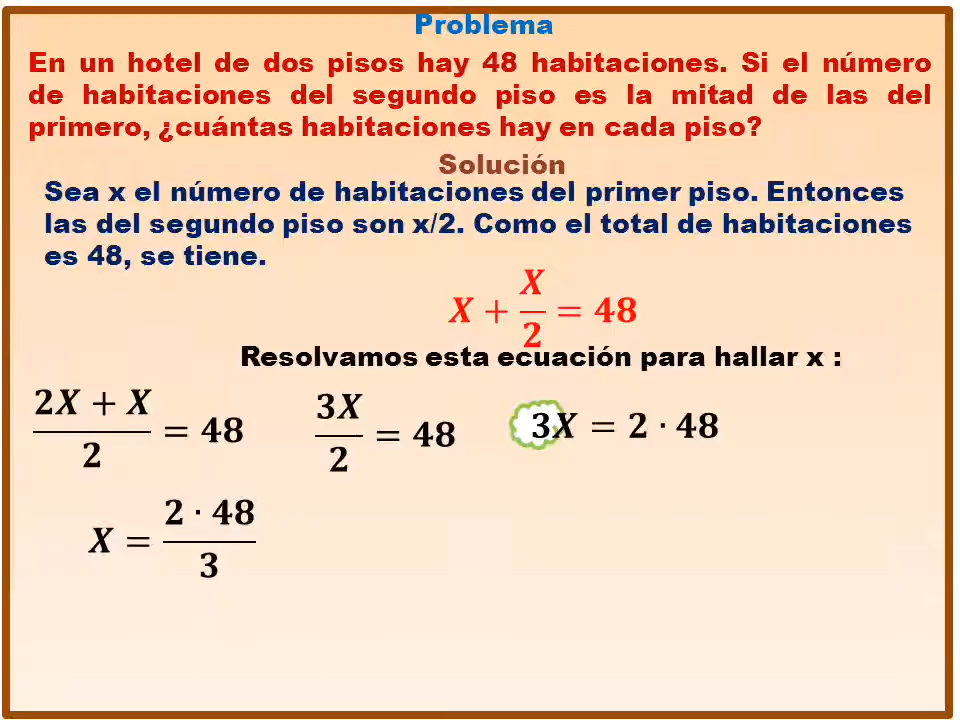 Problema
En un hotel de dos pisos hay 48 habitaciones. Si el número
de habitaciones del segundo piso es la mitad de las del
primero, ¿cuántas habitaciones hay en cada piso?
Solución
Sea x el número de habitaciones del primer piso. Entonces
las del segundo piso son x/2. Como el total de habitaciones
es 48, se tiene.
X + X/2 = 48
Resolvamos esta ecuación para hallar x :
(2X + X)/2 = 48
3X/2 = 48
3X = 2 · 48
X = (2 · 48)/3